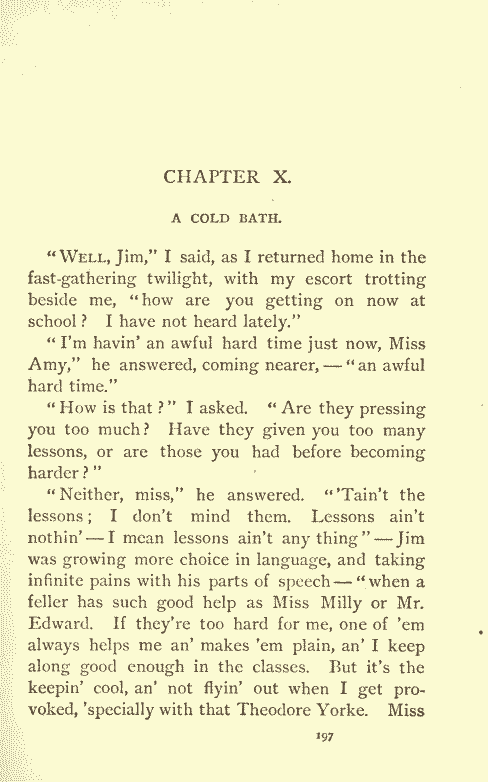 CHAPTER X.
A COLD BATH.
“WELL, Jim,” I said, as I returned home in the
fast-gathering twilight, with my escort trotting
beside me, “how are you getting on now at
school? I have not heard lately.”
“I'm havin' an awful hard time just now, Miss
Amy,” he answered, coming nearer, — “an awful
hard time.”
“How is that?” I asked. “Are they pressing
you too much? Have they given you too many
lessons, or are those you had before becoming
harder?”
“Neither, miss,” he answered. “'Tain't the
lessons; I don't mind them. Lessons ain't
nothin' — I mean lessons ain't any thing” — Jim
was growing more choice in language, and taking
infinite pains with his parts of speech — “when a
feller has such good help as Miss Milly or Mr.
Edward. If they're too hard for me, one of 'em
always helps me an' makes 'em plain, an' I keep
along good enough in the classes. But it's the
keepin' cool, an' not flyin' out when I get pro-
voked, 'specially with that Theodore Yorke. Miss
197